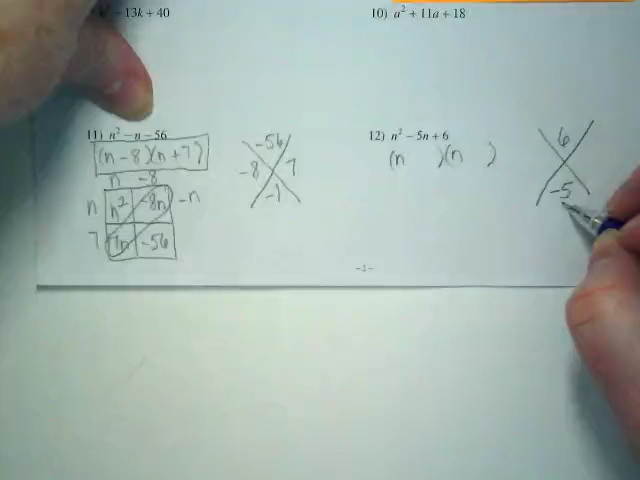 - 13k + 40
10) a² + 11a + 18
11) n² - n - 56
(n - 8)(n + 7)
-56
-8 7
-1
n -8
n n² -8n -n
7 7n -56
12) n² - 5n + 6
(n )(n )
6
-5
-1-